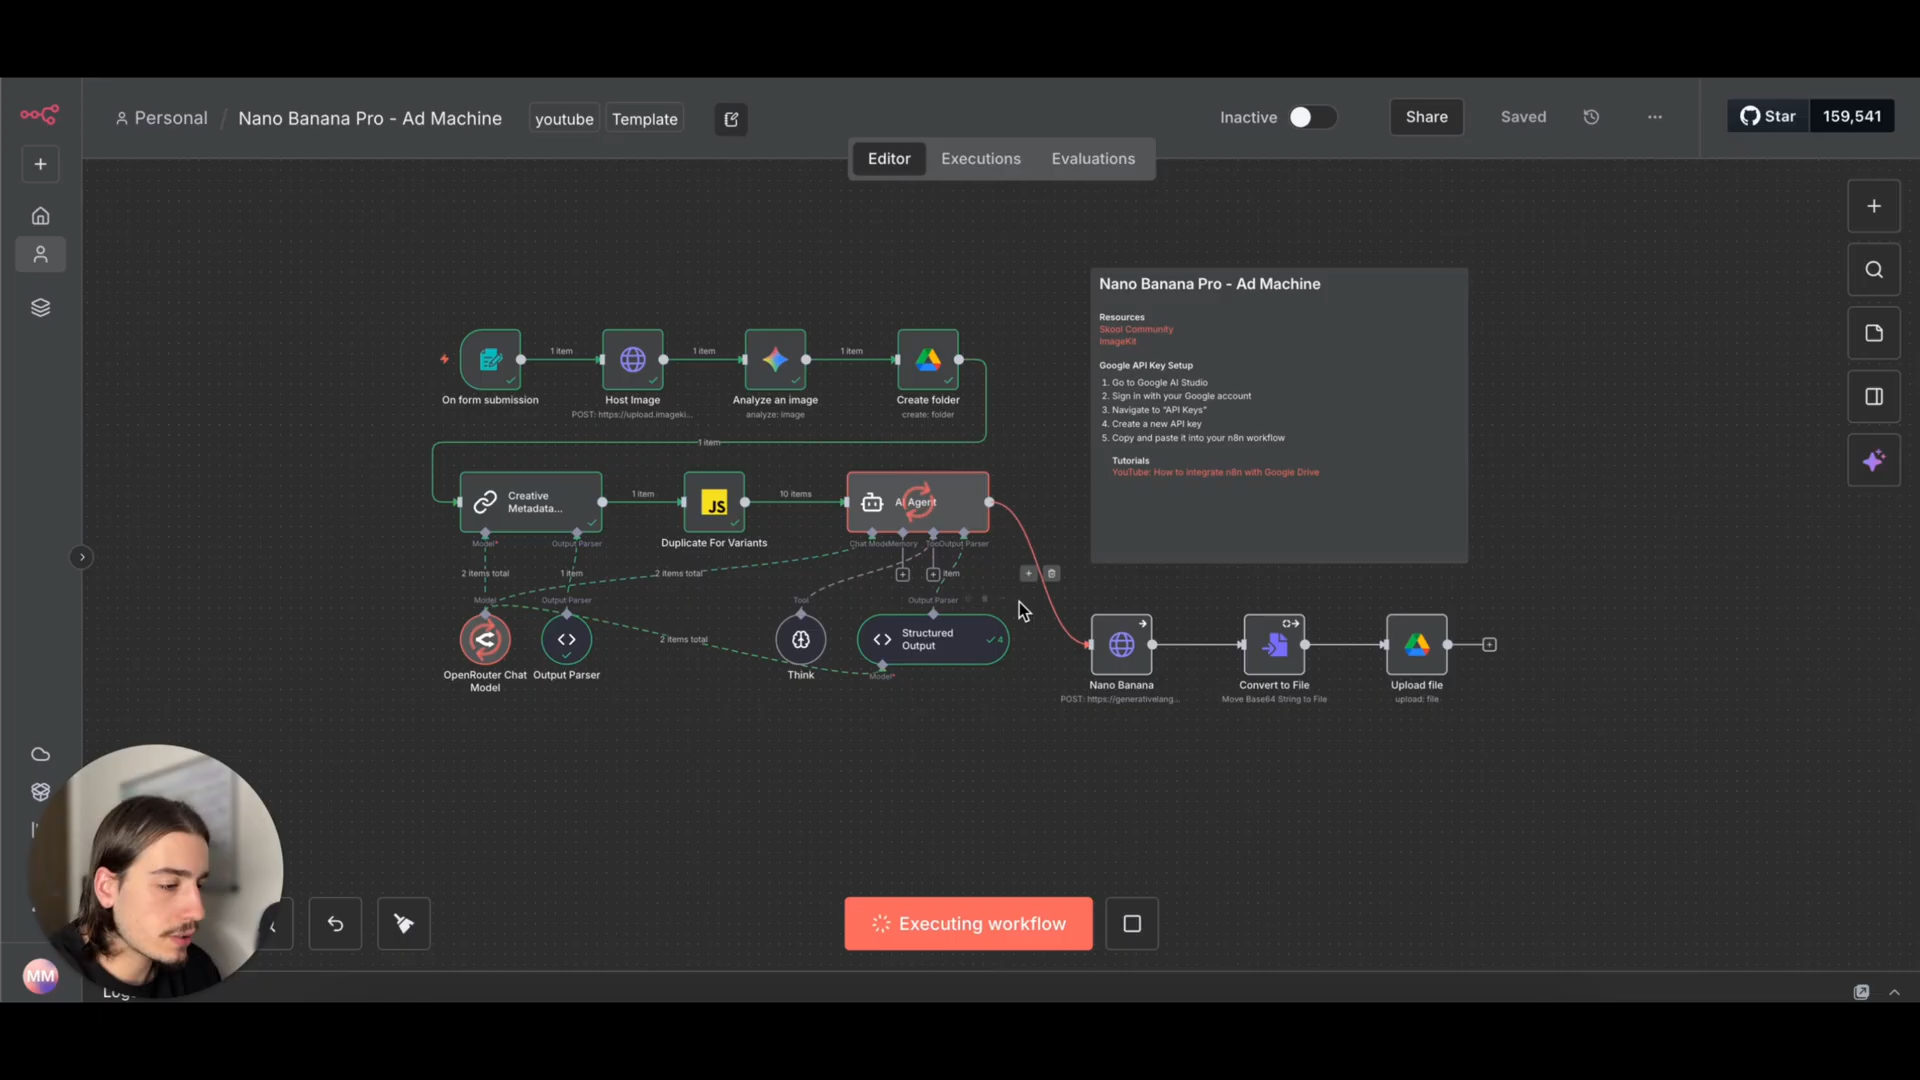 Personal / Nano Banana Pro - Ad Machine youtube Template
Inactive Share Saved ... Star 159,541
Editor Executions Evaluations
Nano Banana Pro - Ad Machine
Resources
Skool Community
ImageKit
Google API Key Setup
1. Go to Google AI Studio
2. Sign in with your Google account
3. Navigate to "API Keys"
4. Create a new API key
5. Copy and paste it into your n8n workflow
Tutorials
YouTube: How to integrate n8n with Google Drive
1 item 1 item 1 item
On form submission Host Image Analyze an image Create folder
POST: https://upload.imageki... analyze: image create: folder
1 item
Creative
Metadata...
1 item
JS
10 items
AI Agent
Duplicate For Variants
Model* Output Parser
Chat Mode Memory Too Output Parser
2 items total 1 item 2 items total item
Model Output Parser Tool Output Parser
2 items total
Structured
Output
4
Model*
OpenRouter Chat
Model
Output Parser
Think
Nano Banana Convert to File Upload file
POST: https://generativelang... Move Base64 String to File upload: file
Executing workflow
MM